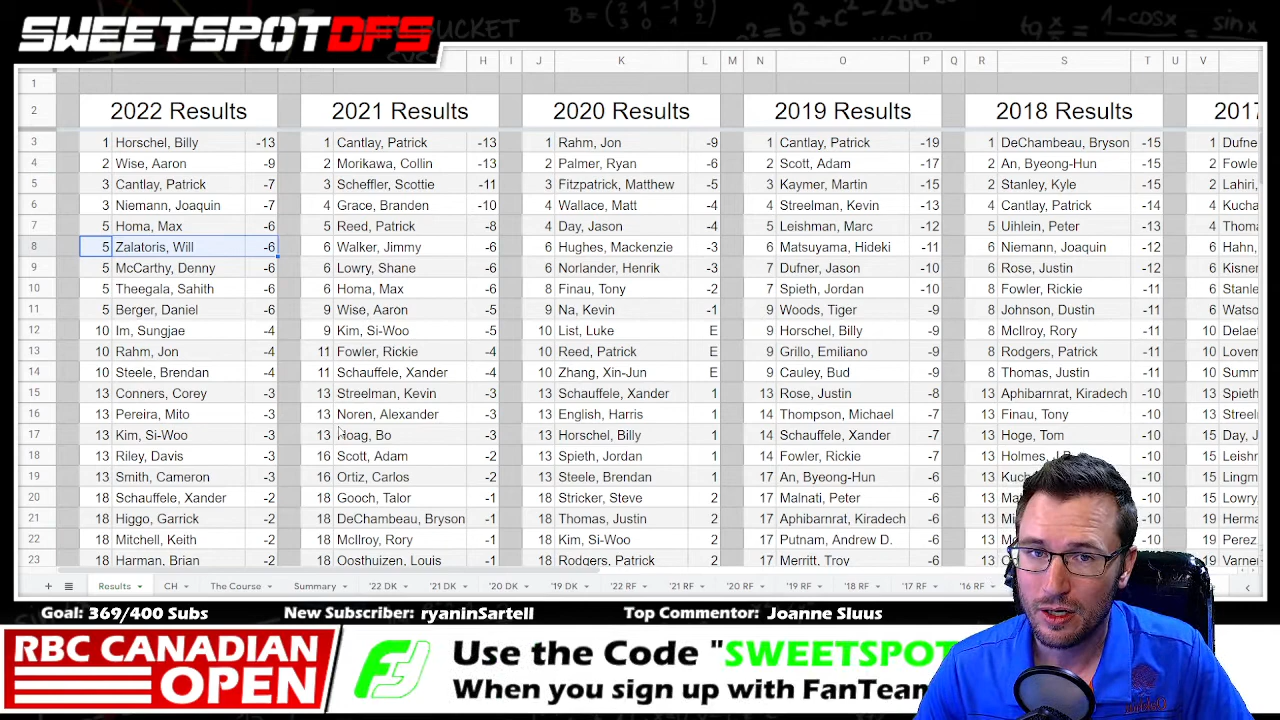 SWEETSPOTDFS
H I J K L M N O P Q R S T U V
1
2 2022 Results 2021 Results 2020 Results 2019 Results 2018 Results 2017
3 1 Horschel, Billy -13 1 Cantlay, Patrick -13 1 Rahm, Jon -9 1 Cantlay, Patrick -19 1 DeChambeau, Bryson -15 1 Dufne
4 2 Wise, Aaron -9 2 Morikawa, Collin -13 2 Palmer, Ryan -6 2 Scott, Adam -17 2 An, Byeong-Hun -15 2 Fowle
5 3 Cantlay, Patrick -7 3 Scheffler, Scottie -11 3 Fitzpatrick, Matthew -5 3 Kaymer, Martin -15 2 Stanley, Kyle -15 2 Lahiri,
6 3 Niemann, Joaquin -7 4 Grace, Branden -10 4 Wallace, Matt -4 4 Streelman, Kevin -13 4 Cantlay, Patrick -14 4 Kucha
7 5 Homa, Max -6 5 Reed, Patrick -8 4 Day, Jason -4 5 Leishman, Marc -12 5 Uihlein, Peter -13 4 Thoma
8 5 Zalatoris, Will -6 6 Walker, Jimmy -6 6 Hughes, Mackenzie -3 6 Matsuyama, Hideki -11 6 Niemann, Joaquin -12 6 Hahn,
9 5 McCarthy, Denny -6 6 Lowry, Shane -6 6 Norlander, Henrik -3 7 Dufner, Jason -10 6 Rose, Justin -12 6 Kisner
10 5 Theegala, Sahith -6 6 Homa, Max -6 8 Finau, Tony -2 7 Spieth, Jordan -10 8 Fowler, Rickie -11 6 Stanle
11 5 Berger, Daniel -6 9 Wise, Aaron -5 9 Na, Kevin -1 9 Woods, Tiger -9 8 Johnson, Dustin -11 6 Watso
12 10 Im, Sungjae -4 9 Kim, Si-Woo -5 10 List, Luke E 9 Horschel, Billy -9 8 McIlroy, Rory -11 10 Delaet
13 10 Rahm, Jon -4 11 Fowler, Rickie -4 10 Reed, Patrick E 9 Grillo, Emiliano -9 8 Rodgers, Patrick -11 10 Lovem
14 10 Steele, Brendan -4 11 Schauffele, Xander -4 10 Zhang, Xin-Jun E 9 Cauley, Bud -9 8 Thomas, Justin -11 10 Summ
15 13 Conners, Corey -4 13 Streelman, Kevin -3 13 Schauffele, Xander 1 13 Rose, Justin -8 13 Aphibarnrat, Kiradech -10 13 Spieth
16 13 Pereira, Mito -3 13 Noren, Alexander -3 13 English, Harris 1 14 Thompson, Michael -7 13 Finau, Tony -10 13 Streel
17 13 Kim, Si-Woo -3 13 Hoag, Bo -3 13 Horschel, Billy 1 14 Schauffele, Xander -7 13 Hoge, Tom -10 15 Day, J
18 13 Riley, Davis -3 16 Scott, Adam -2 13 Spieth, Jordan 1 14 Fowler, Rickie -7 13 Holmes, J.B. -10 15 Leishm
19 13 Smith, Cameron -3 16 Ortiz, Carlos -2 13 Steele, Brendan 1 17 An, Byeong-Hun -6 13 15 Lingm
20 18 Schauffele, Xander -2 18 Gooch, Talor -1 18 Stricker, Steve 2 17 Malnati, Peter -6 13 15 Lowry
21 18 Higgo, Garrick -2 18 DeChambeau, Bryson -1 18 Thomas, Justin 2 17 Aphibarnrat, Kiradech -6 13 19 Herma
22 18 Mitchell, Keith -2 18 McIlroy, Rory -1 18 Kim, Si-Woo 2 17 Putnam, Andrew D. -6 13 19 Perez,
23 18 Harman, Brian -2 18 Oosthuizen, Louis -1 18 Rodgers, Patrick 2 17 Merritt, Troy -6 13 19 Varner
Results CH The Course Summary '22 DK '21 DK '20 DK '19 DK '22 RF '21 RF '20 RF '19 RF '18 RF '17 RF '16 RF
Goal: 369/400 Subs New Subscriber: ryaninSartell Top Commentor: Joanne Sluus
RBC CANADIAN OPEN
Use the Code "SWEETSPOT
When you sign up with FanTeam